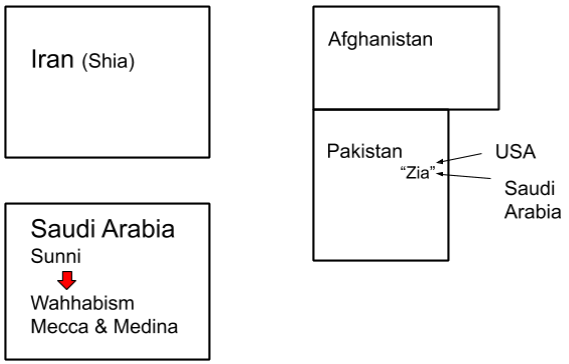 Iran (Shia)
Saudi Arabia
Sunni
Wahhabism
Mecca & Medina
Afghanistan
Pakistan
“Zia”
USA
Saudi
Arabia